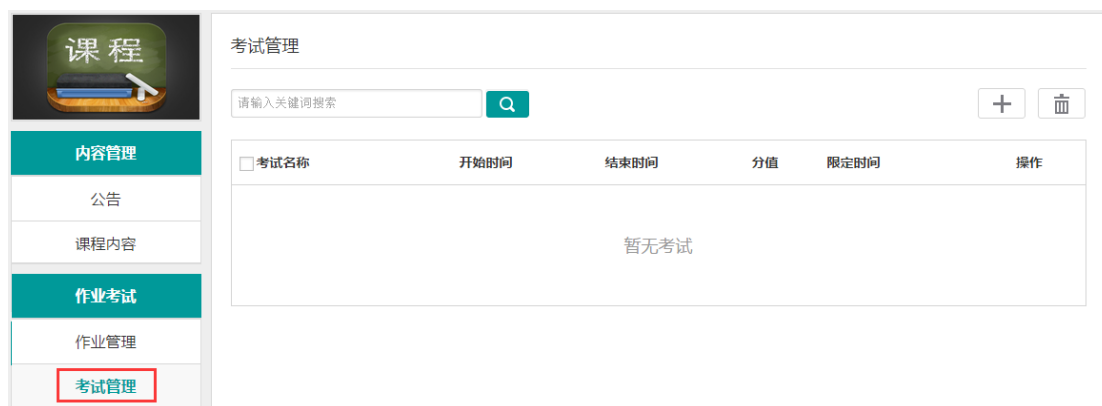 课程
内容管理
公告
课程内容
作业考试
作业管理
考试管理
考试管理
请输入关键词搜索
考试名称 开始时间 结束时间 分值 限定时间 操作
暂无考试